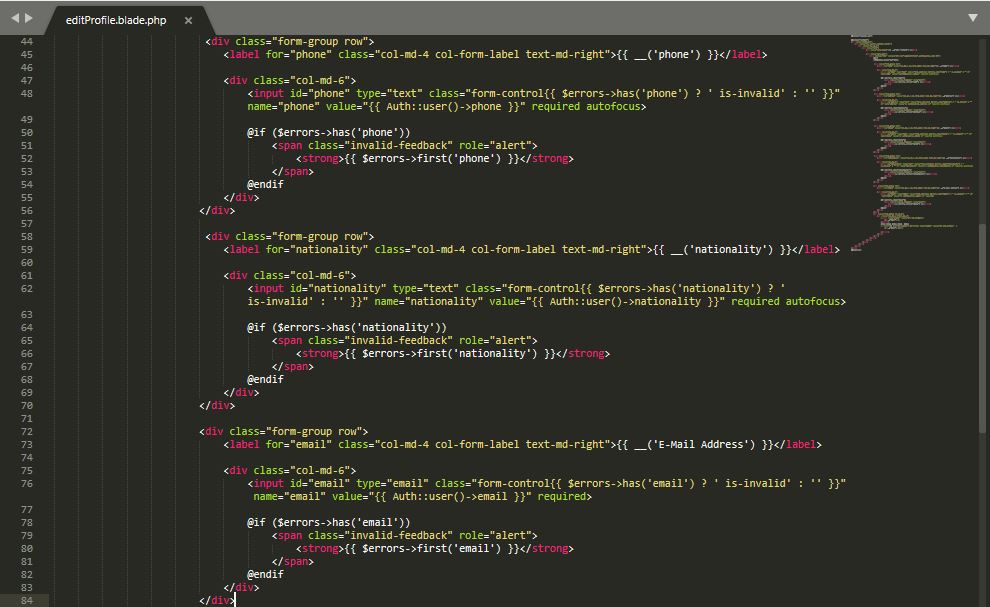 editProfile.blade.php ×
44 <div class="form-group row">
45 <label for="phone" class="col-md-4 col-form-label text-md-right">{{ __('phone') }}</label>
46
47 <div class="col-md-6">
48 <input id="phone" type="text" class="form-control{{ $errors->has('phone') ? ' is-invalid' : '' }}"
name="phone" value="{{ Auth::user()->phone }}" required autofocus>
49
50 @if ($errors->has('phone'))
51 <span class="invalid-feedback" role="alert">
52 <strong>{{ $errors->first('phone') }}</strong>
53 </span>
54 @endif
55 </div>
56 </div>
57
58 <div class="form-group row">
59 <label for="nationality" class="col-md-4 col-form-label text-md-right">{{ __('nationality') }}</label>
60
61 <div class="col-md-6">
62 <input id="nationality" type="text" class="form-control{{ $errors->has('nationality') ? '
is-invalid' : '' }}" name="nationality" value="{{ Auth::user()->nationality }}" required autofocus>
63
64 @if ($errors->has('nationality'))
65 <span class="invalid-feedback" role="alert">
66 <strong>{{ $errors->first('nationality') }}</strong>
67 </span>
68 @endif
69 </div>
70 </div>
71
72 <div class="form-group row">
73 <label for="email" class="col-md-4 col-form-label text-md-right">{{ __('E-Mail Address') }}</label>
74
75 <div class="col-md-6">
76 <input id="email" type="email" class="form-control{{ $errors->has('email') ? ' is-invalid' : '' }}"
name="email" value="{{ Auth::user()->email }}" required>
77
78 @if ($errors->has('email'))
79 <span class="invalid-feedback" role="alert">
80 <strong>{{ $errors->first('email') }}</strong>
81 </span>
82 @endif
83 </div>
84 </div>